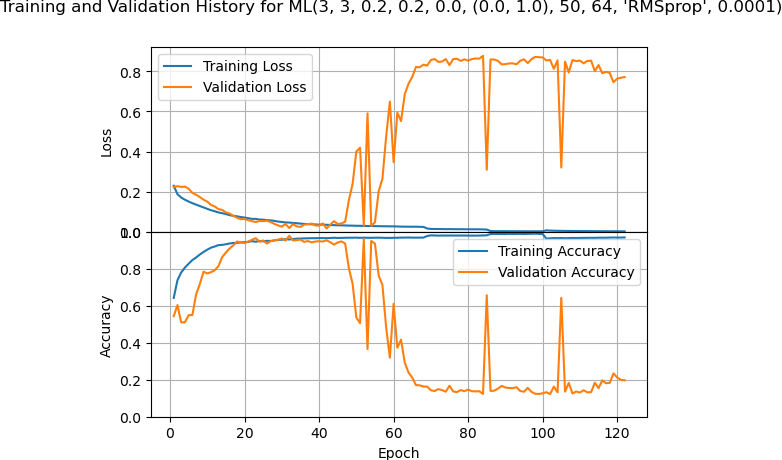 Training and Validation History for ML(3, 3, 0.2, 0.2, 0.0, (0.0, 1.0), 50, 64, 'RMSprop', 0.0001)
Training Loss
Validation Loss
Loss
0.8
0.6
0.4
0.2
0.0
1.0
Training Accuracy
Validation Accuracy
Accuracy
0.8
0.6
0.4
0.2
0.0
0 20 40 60 80 100 120
Epoch